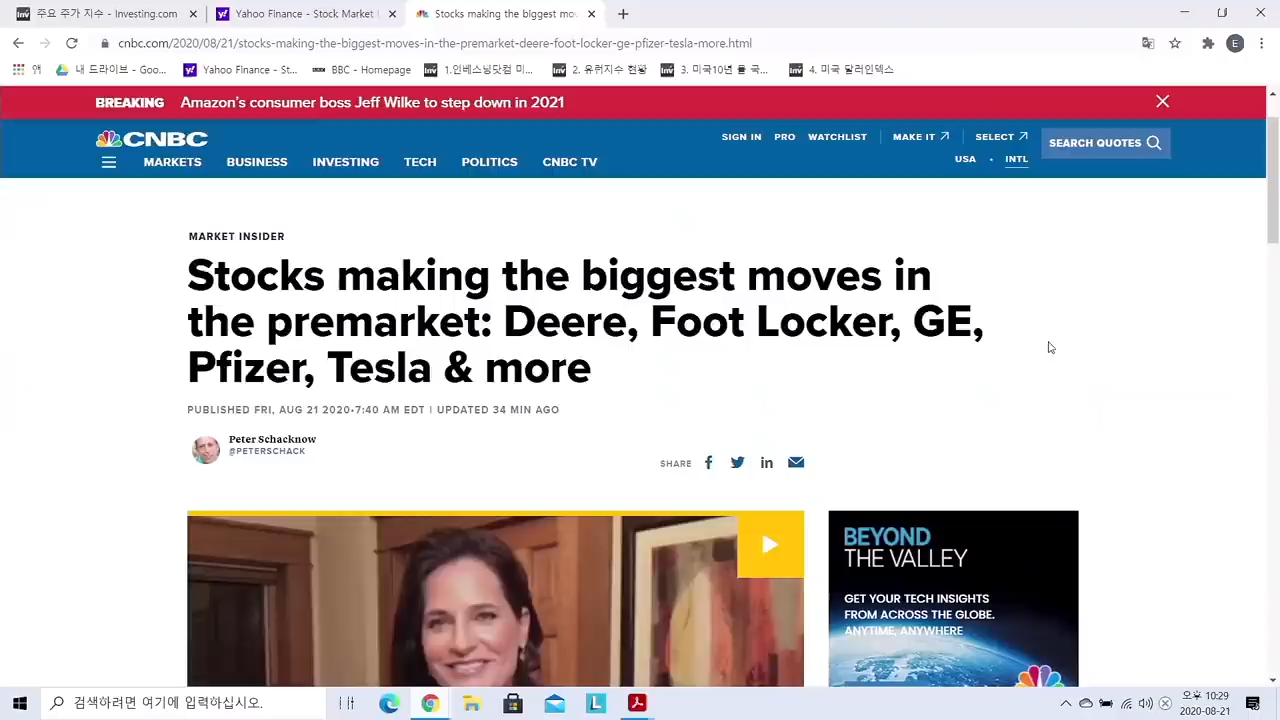 주요 주가 지수 - Investing.com
Yahoo Finance - Stock Market L
Stocks making the biggest mo
cnbc.com/2020/08/21/stocks-making-the-biggest-moves-in-the-premarket-deere-foot-locker-ge-pfizer-tesla-more.html
E
앱
내 드라이브 - Goo...
Yahoo Finance - St...
BBC - Homepage
1.인베스닝닷컴 미...
2. 유뤄지수 현황
3. 미국10년 물 국...
4. 미국 달러인덱스
BREAKING Amazon's consumer boss Jeff Wilke to step down in 2021
CNBC
SIGN IN PRO WATCHLIST MAKE IT SELECT
USA • INTL
SEARCH QUOTES
MARKETS BUSINESS INVESTING TECH POLITICS CNBC TV
MARKET INSIDER
Stocks making the biggest moves in
the premarket: Deere, Foot Locker, GE,
Pfizer, Tesla & more
PUBLISHED FRI, AUG 21 2020•7:40 AM EDT | UPDATED 34 MIN AGO
Peter Schacknow
@PETERSCHACK
SHARE
BEYOND
THE VALLEY
GET YOUR TECH INSIGHTS
FROM ACROSS THE GLOBE.
ANYTIME, ANYWHERE
검색하려면 여기에 입력하십시오.
오후 10:29
2020-08-21